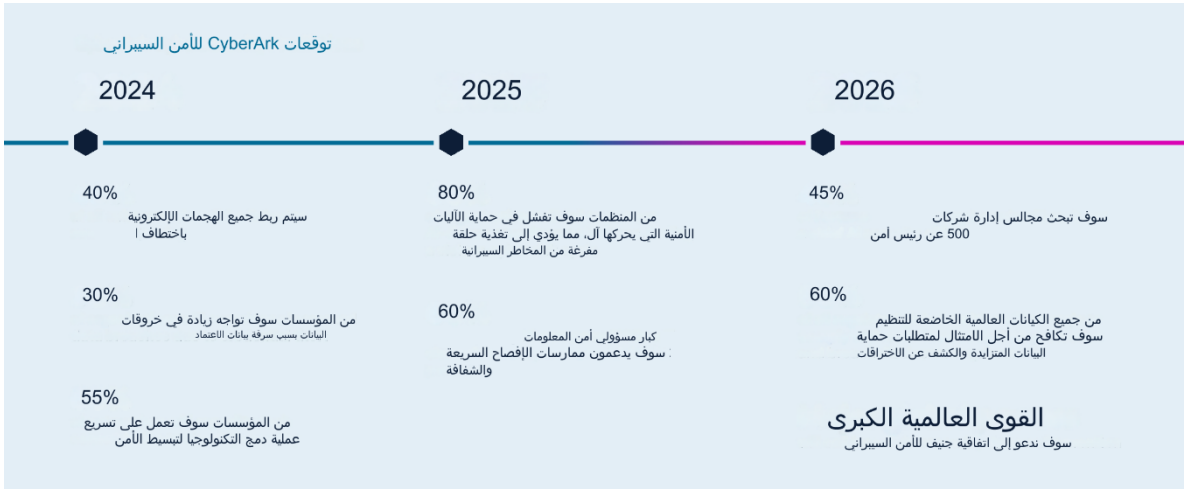 توقعات CyberArk للأمن السيبراني
2024
2025
2026
40%
سيتم ربط جميع الهجمات الإلكترونية
باختطاف ا
30%
من المؤسسات سوف تواجه زيادة في خروقات
البيانات بسبب سرقة بيانات الاعتماد
55%
من المؤسسات سوف تعمل على تسريع
عملية دمج التكنولوجيا لتبسيط الأمن
80%
من المنظمات سوف تفشل في حماية الآليات
الأمنية التي يحركها آل، مما يؤدي إلى تغذية حلقة
مفرغة من المخاطر السيبرانية
60%
كبار مسؤولي أمن المعلومات
سوف يدعمون ممارسات الإفصاح السريعة
والشفافة
45%
سوف تبحث مجالس إدارة شركات
500 عن رئيس أمن
60%
من جميع الكيانات العالمية الخاضعة للتنظيم
سوف تكافح من أجل الامتثال لمتطلبات حماية
البيانات المتزايدة والكشف عن الاختراقات
القوى العالمية الكبرى
سوف ندعو إلى اتفاقية جنيف للأمن السيبراني